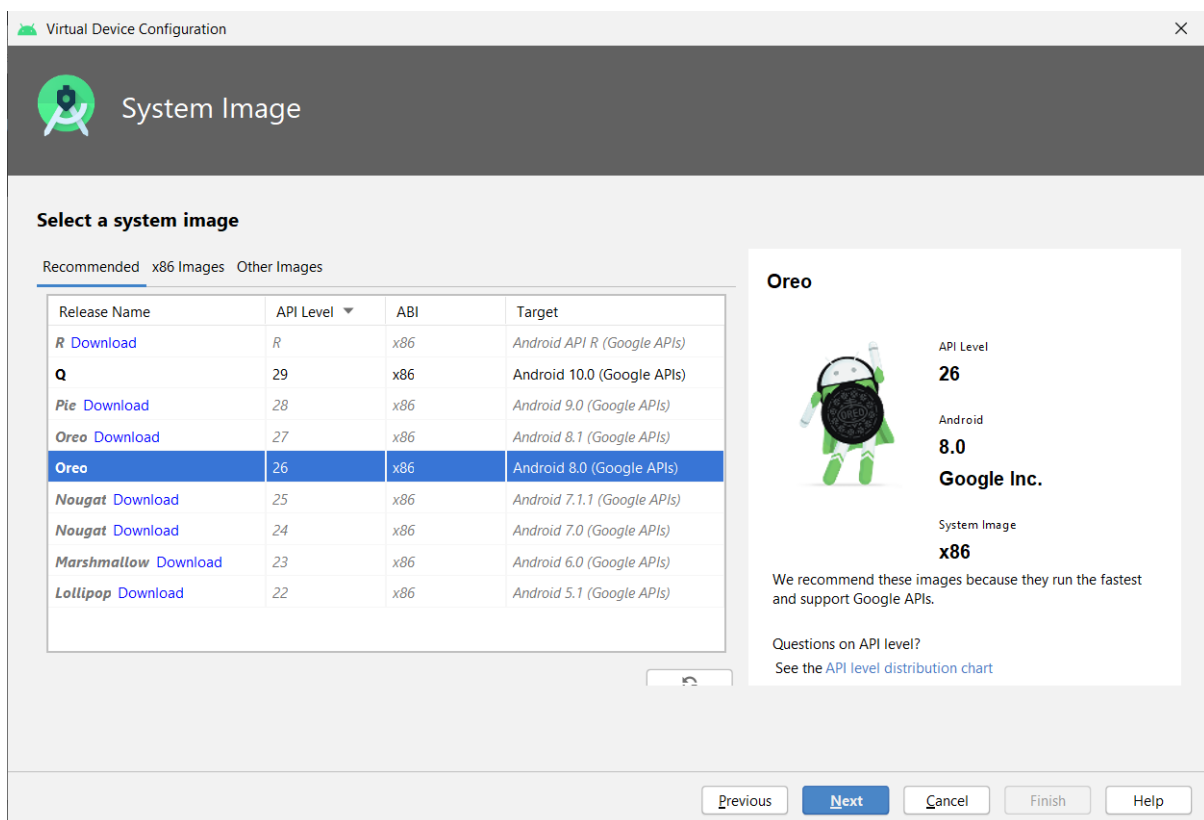 Virtual Device Configuration
System Image
Select a system image
Recommended x86 Images Other Images
Release Name API Level ABI Target
R Download R x86 Android API R (Google APIs)
Q 29 x86 Android 10.0 (Google APIs)
Pie Download 28 x86 Android 9.0 (Google APIs)
Oreo Download 27 x86 Android 8.1 (Google APIs)
Oreo 26 x86 Android 8.0 (Google APIs)
Nougat Download 25 x86 Android 7.1.1 (Google APIs)
Nougat Download 24 x86 Android 7.0 (Google APIs)
Marshmallow Download 23 x86 Android 6.0 (Google APIs)
Lollipop Download 22 x86 Android 5.1 (Google APIs)
Oreo
OREO
API Level
26
Android
8.0
Google Inc.
System Image
x86
We recommend these images because they run the fastest
and support Google APIs.
Questions on API level?
See the API level distribution chart
Previous Next Cancel Finish Help